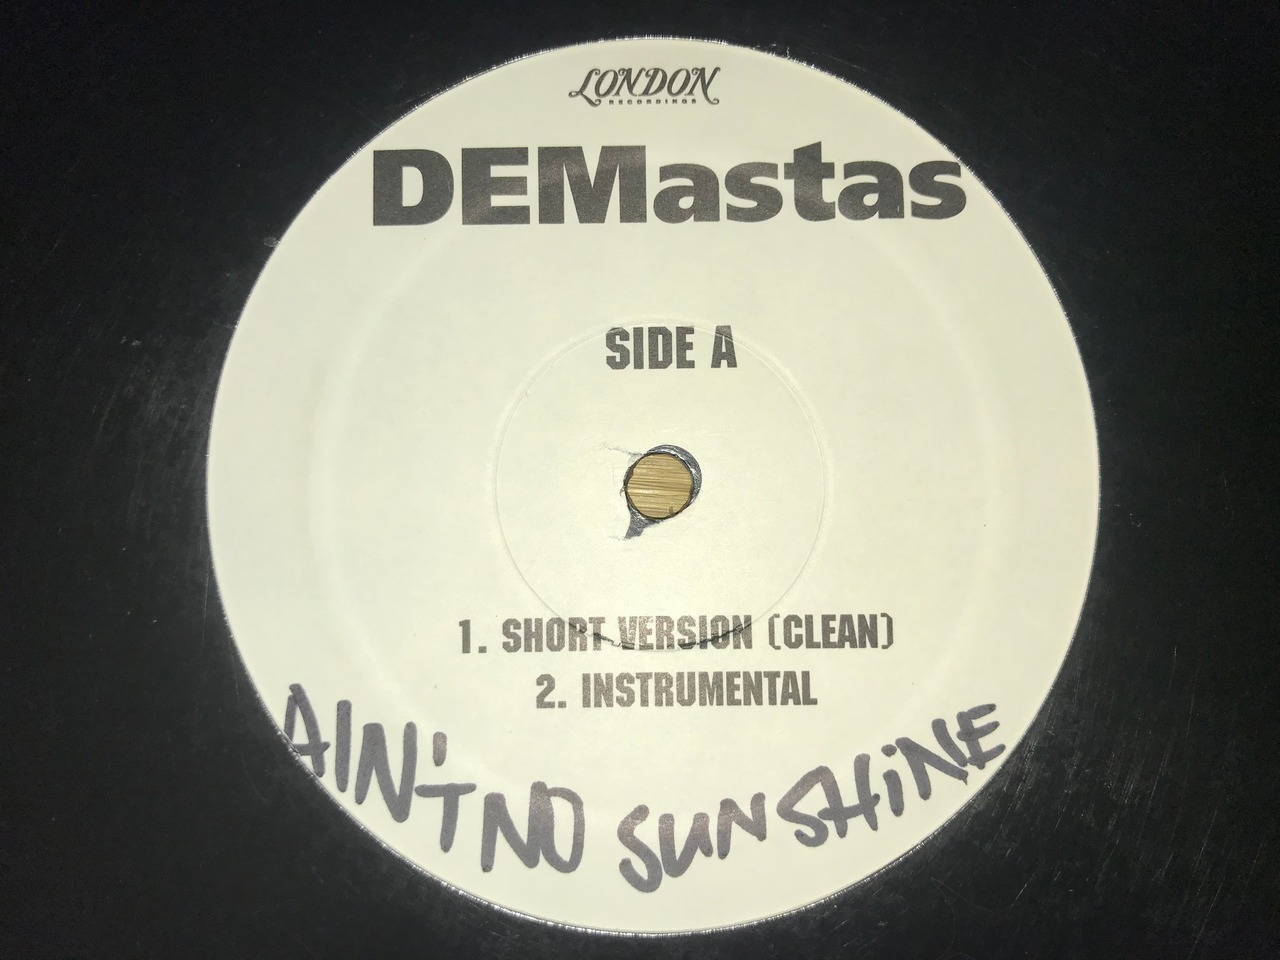 LONDON
RECORDINGS
DEMastas
SIDE A
1. SHORT VERSION (CLEAN)
2. INSTRUMENTAL
AIN'T NO SUNSHiNE